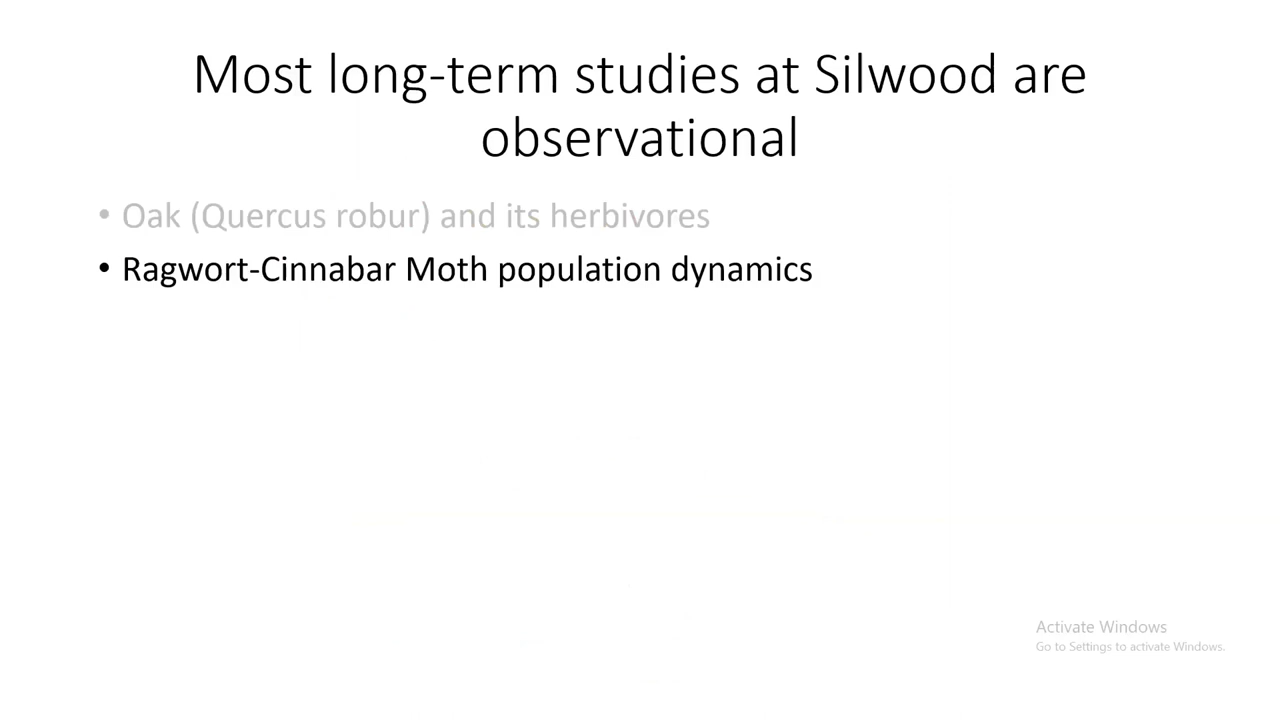 Most long-term studies at Silwood are
observational
• Oak (Quercus robur) and its herbivores
• Ragwort-Cinnabar Moth population dynamics
Activate Windows
Go to Settings to activate Windows.